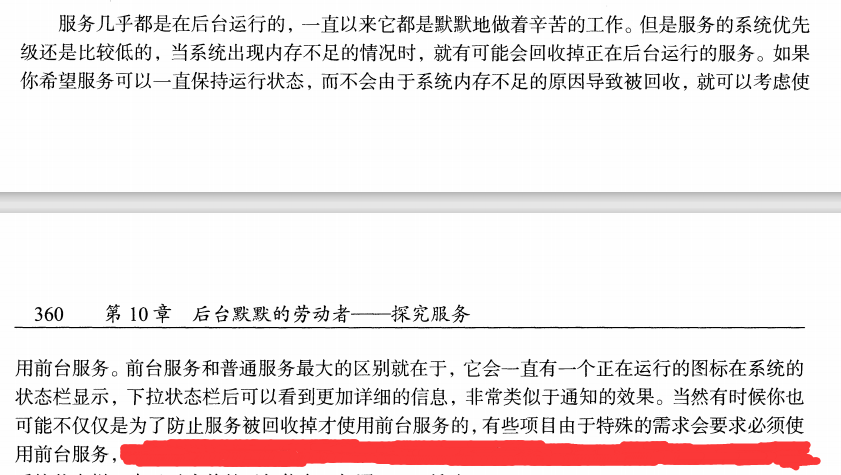 服务几乎都是在后台运行的，一直以来它都是默默地做着辛苦的工作。但是服务的系统优先
级还是比较低的，当系统出现内存不足的情况时，就有可能会回收掉正在后台运行的服务。如果
你希望服务可以一直保持运行状态，而不会由于系统内存不足的原因导致被回收，就可以考虑使
360 第 10 章 后台默默的劳动者——探究服务
用前台服务。前台服务和普通服务最大的区别就在于，它会一直有一个正在运行的图标在系统的
状态栏显示，下拉状态栏后可以看到更加详细的信息，非常类似于通知的效果。当然有时候你也
可能不仅仅是为了防止服务被回收掉才使用前台服务的，有些项目由于特殊的需求会要求必须使
用前台服务，